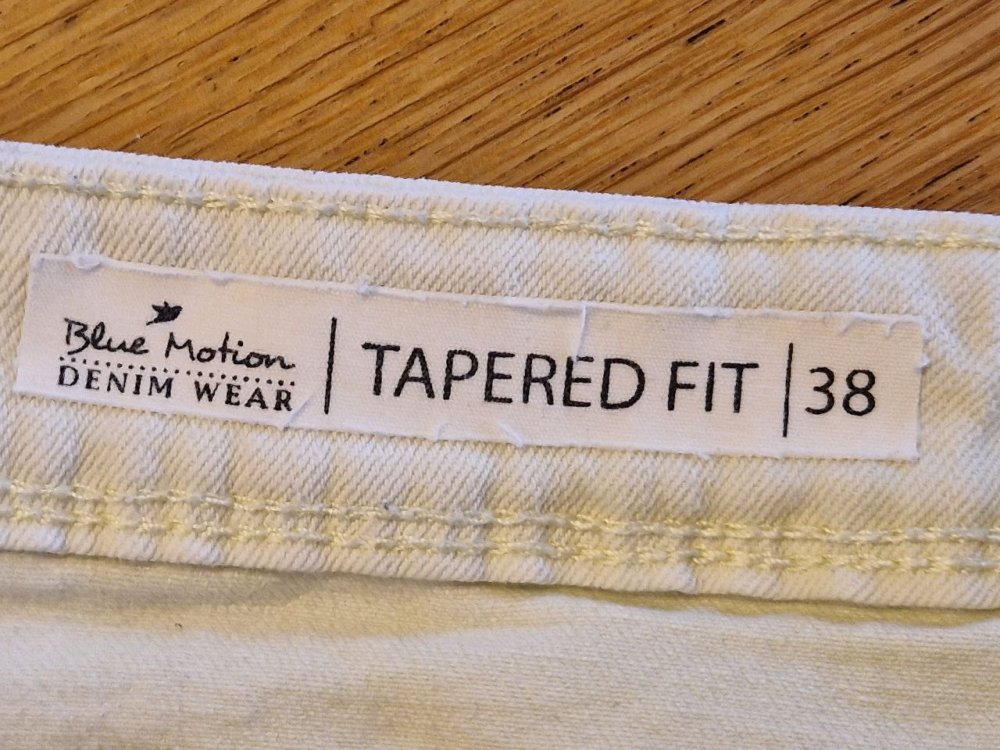 Blue Motion
DENIM WEAR
TAPERED FIT
38